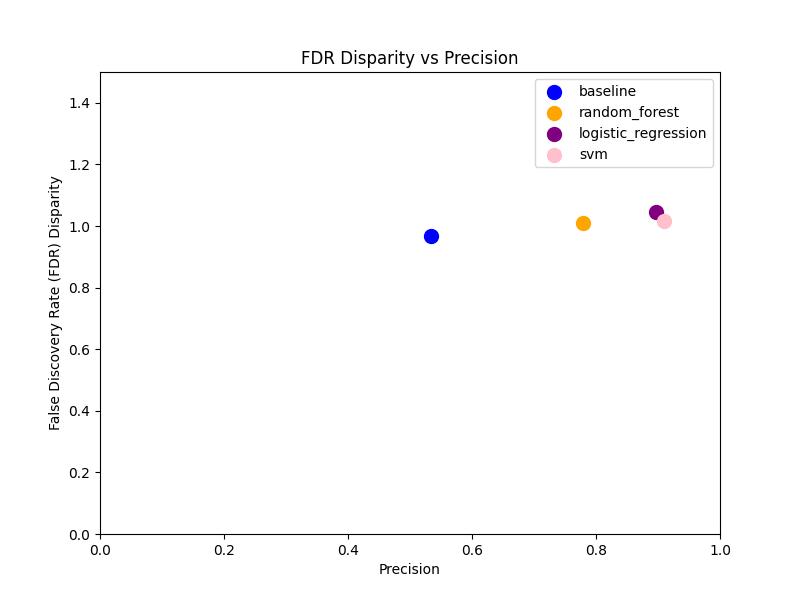 FDR Disparity vs Precision
baseline
random_forest
logistic_regression
svm
False Discovery Rate (FDR) Disparity
1.4
1.2
1.0
0.8
0.6
0.4
0.2
0.0
0.0 0.2 0.4 0.6 0.8 1.0
Precision